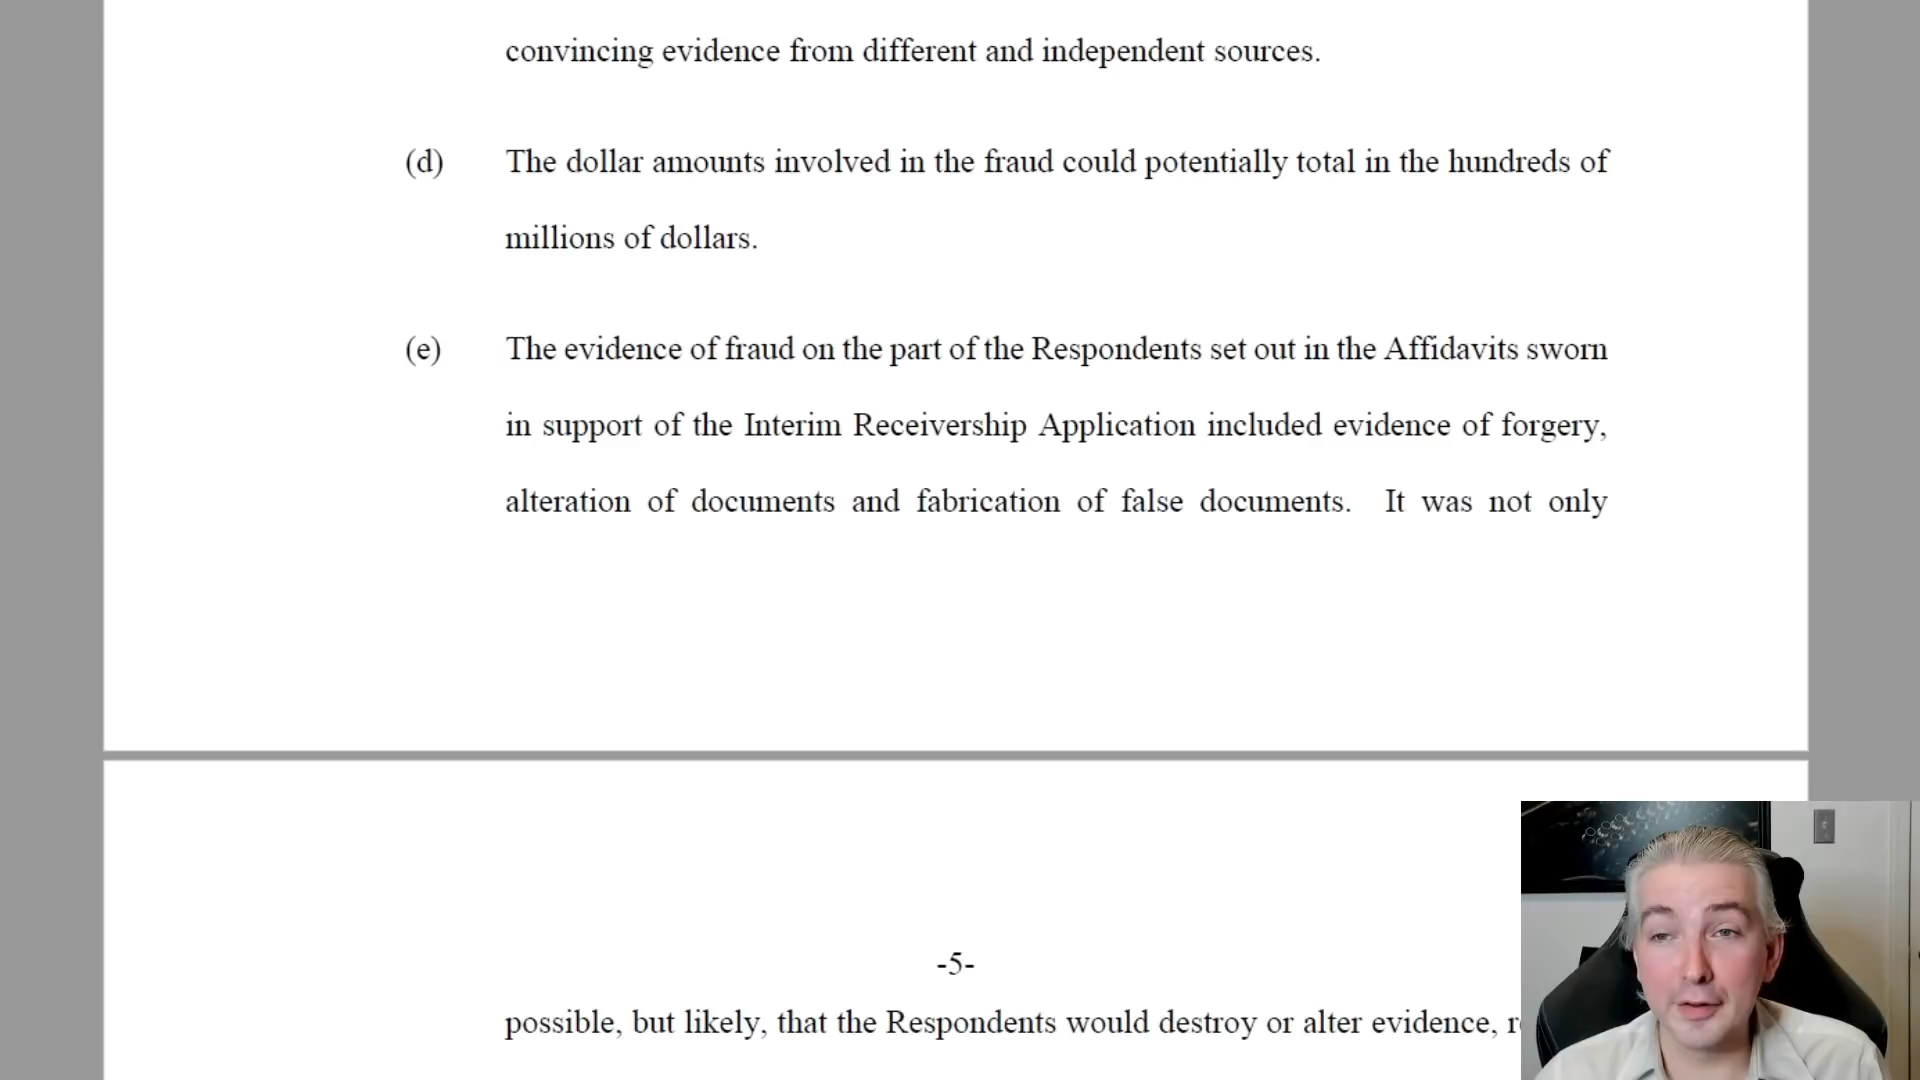 convincing evidence from different and independent sources.
(d) The dollar amounts involved in the fraud could potentially total in the hundreds of
millions of dollars.
(e) The evidence of fraud on the part of the Respondents set out in the Affidavits sworn
in support of the Interim Receivership Application included evidence of forgery,
alteration of documents and fabrication of false documents. It was not only
-5-
possible, but likely, that the Respondents would destroy or alter evidence,